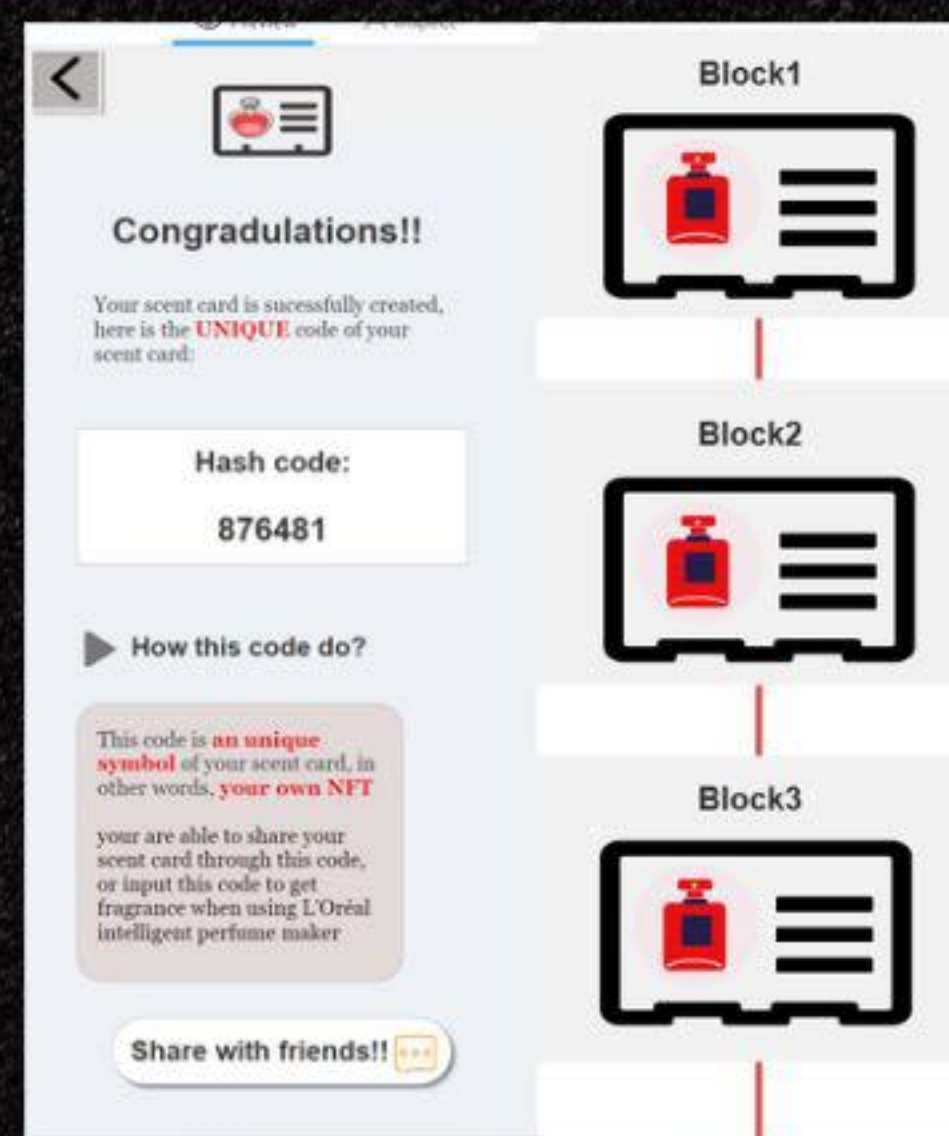 Congradulations!!
Your scent card is sucessfully created,
here is the UNIQUE code of your
scent card:
Hash code:
876481
How this code do?
This code is an unique
symbol of your scent card, in
other words, your own NFT
your are able to share your
scent card through this code,
or input this code to get
fragrance when using L'Oréal
intelligent perfume maker
Share with friends!!
Block1
Block2
Block3